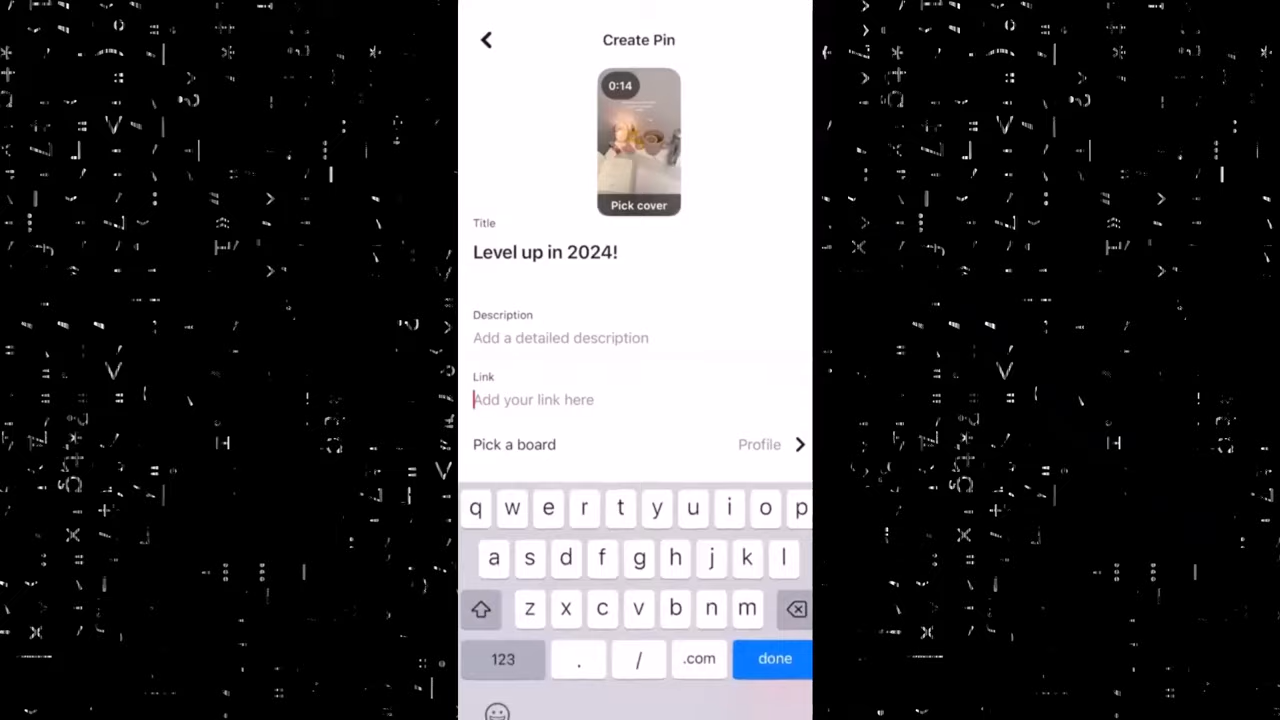 Create Pin
0:14
Pick cover
Title
Level up in 2024!
Description
Add a detailed description
Link
Add your link here
Pick a board Profile
q w e r t y u i o p
a s d f g h j k l
z x c v b n m
123 . / .com done